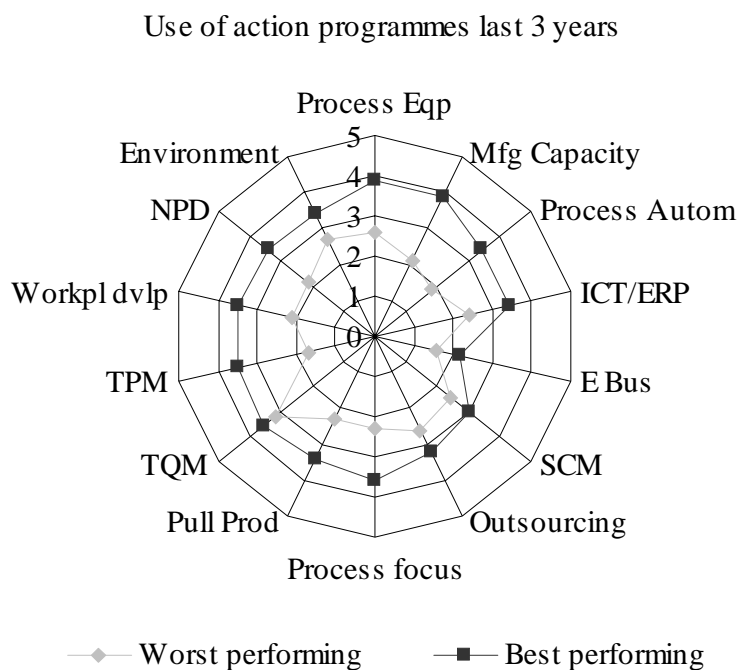 Use of action programmes last 3 years
Process Eqp
Environment
Mfg Capacity
NPD
Process Autom
Workpl dvlp
ICT/ERP
TPM
E Bus
TQM
SCM
Pull Prod
Outsourcing
Process focus
5
4
3
2
1
0
Worst performing
Best performing